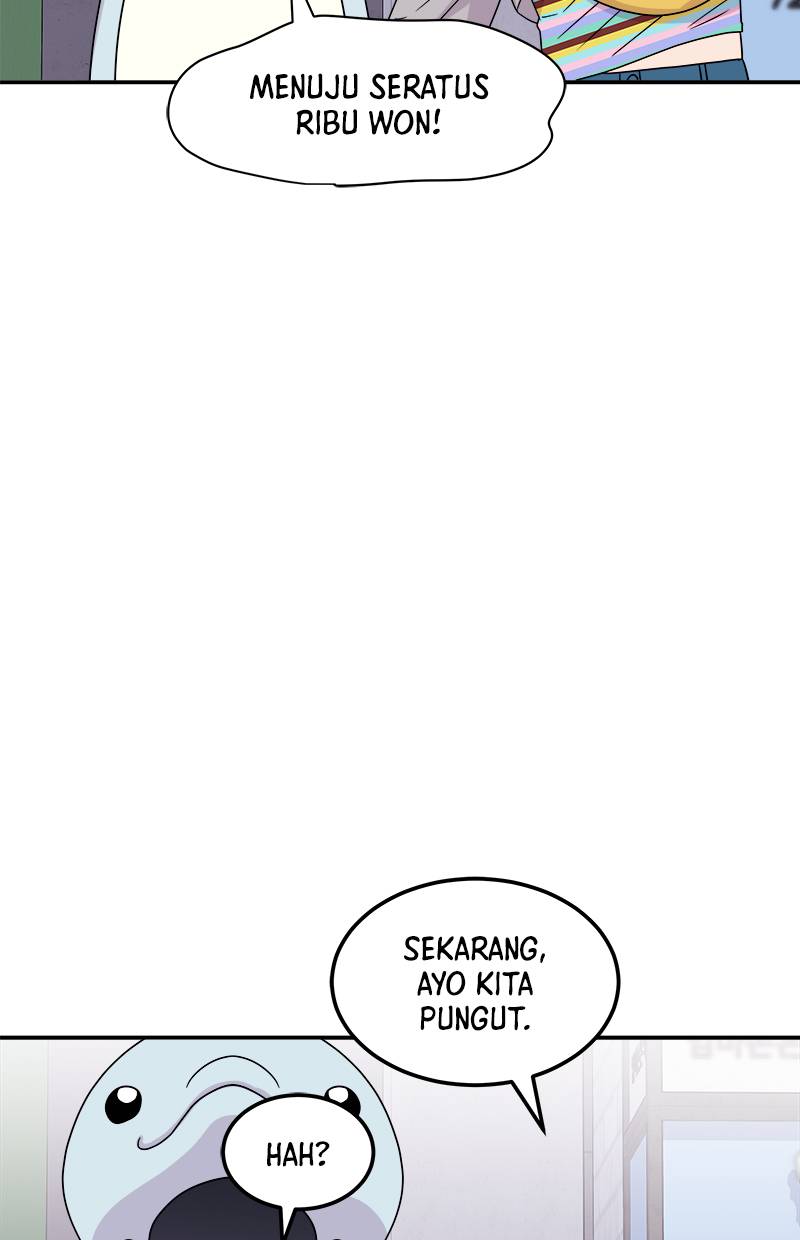 MENUJU SERATUS
RIBU WON!
SEKARANG,
AYO KITA
PUNGUT.
HAH?